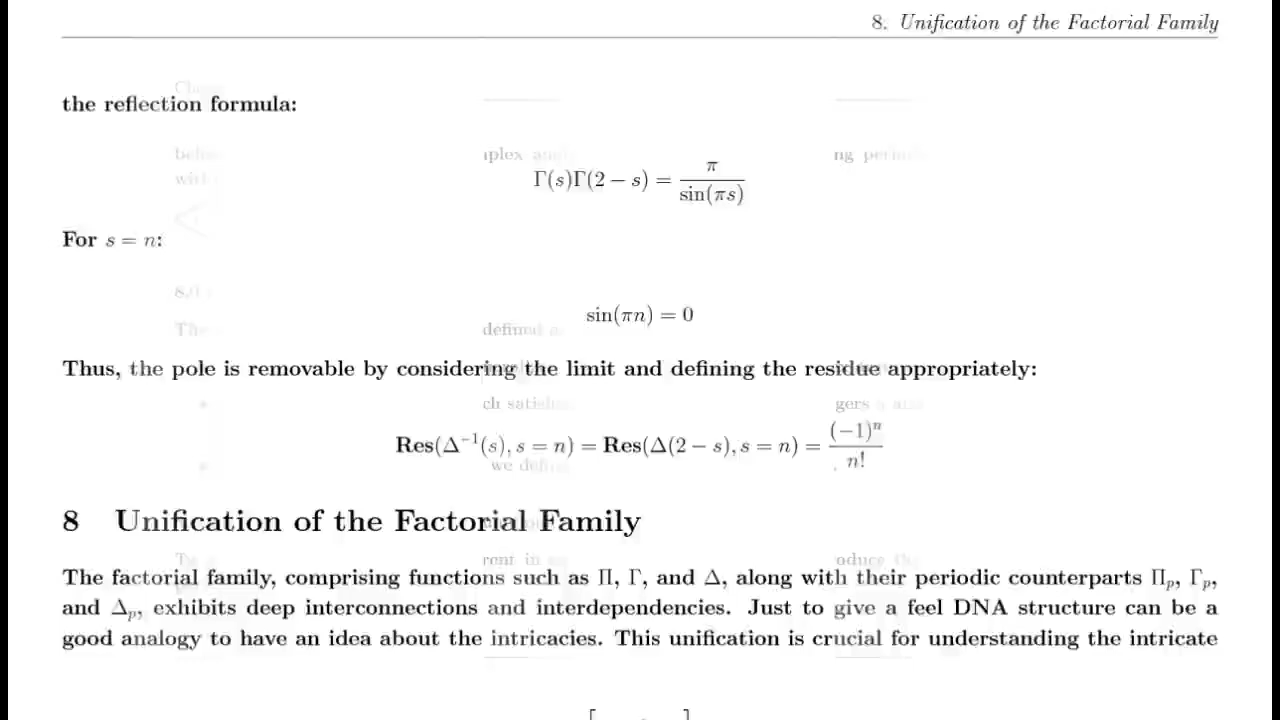 8. Unification of the Factorial Family
the reflection formula:
Γ(s)Γ(2 − s) = π / sin(πs)
For s = n:
sin(πn) = 0
Thus, the pole is removable by considering the limit and defining the residue appropriately:
Res(Δ⁻¹(s), s = n) = Res(Δ(2 − s), s = n) = (−1)ⁿ / n!
8 Unification of the Factorial Family
The factorial family, comprising functions such as Π, Γ, and Δ, along with their periodic counterparts Πₚ, Γₚ,
and Δₚ, exhibits deep interconnections and interdependencies. Just to give a feel DNA structure can be a
good analogy to have an idea about the intricacies. This unification is crucial for understanding the intricate